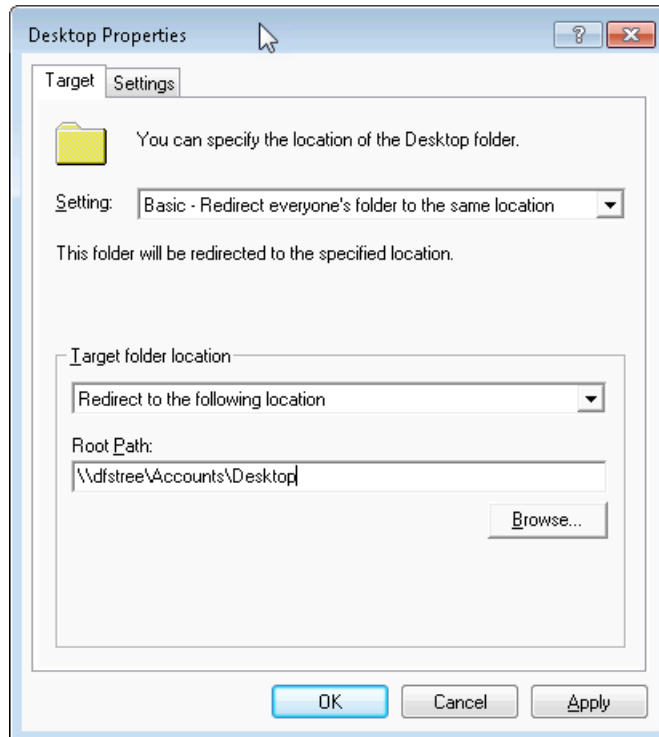 Desktop Properties
Target
Settings
You can specify the location of the Desktop folder.
Setting:
Basic - Redirect everyone's folder to the same location
This folder will be redirected to the specified location.
Target folder location
Redirect to the following location
Root Path:
\\dfstree\Accounts\Desktop
Browse...
OK
Cancel
Apply